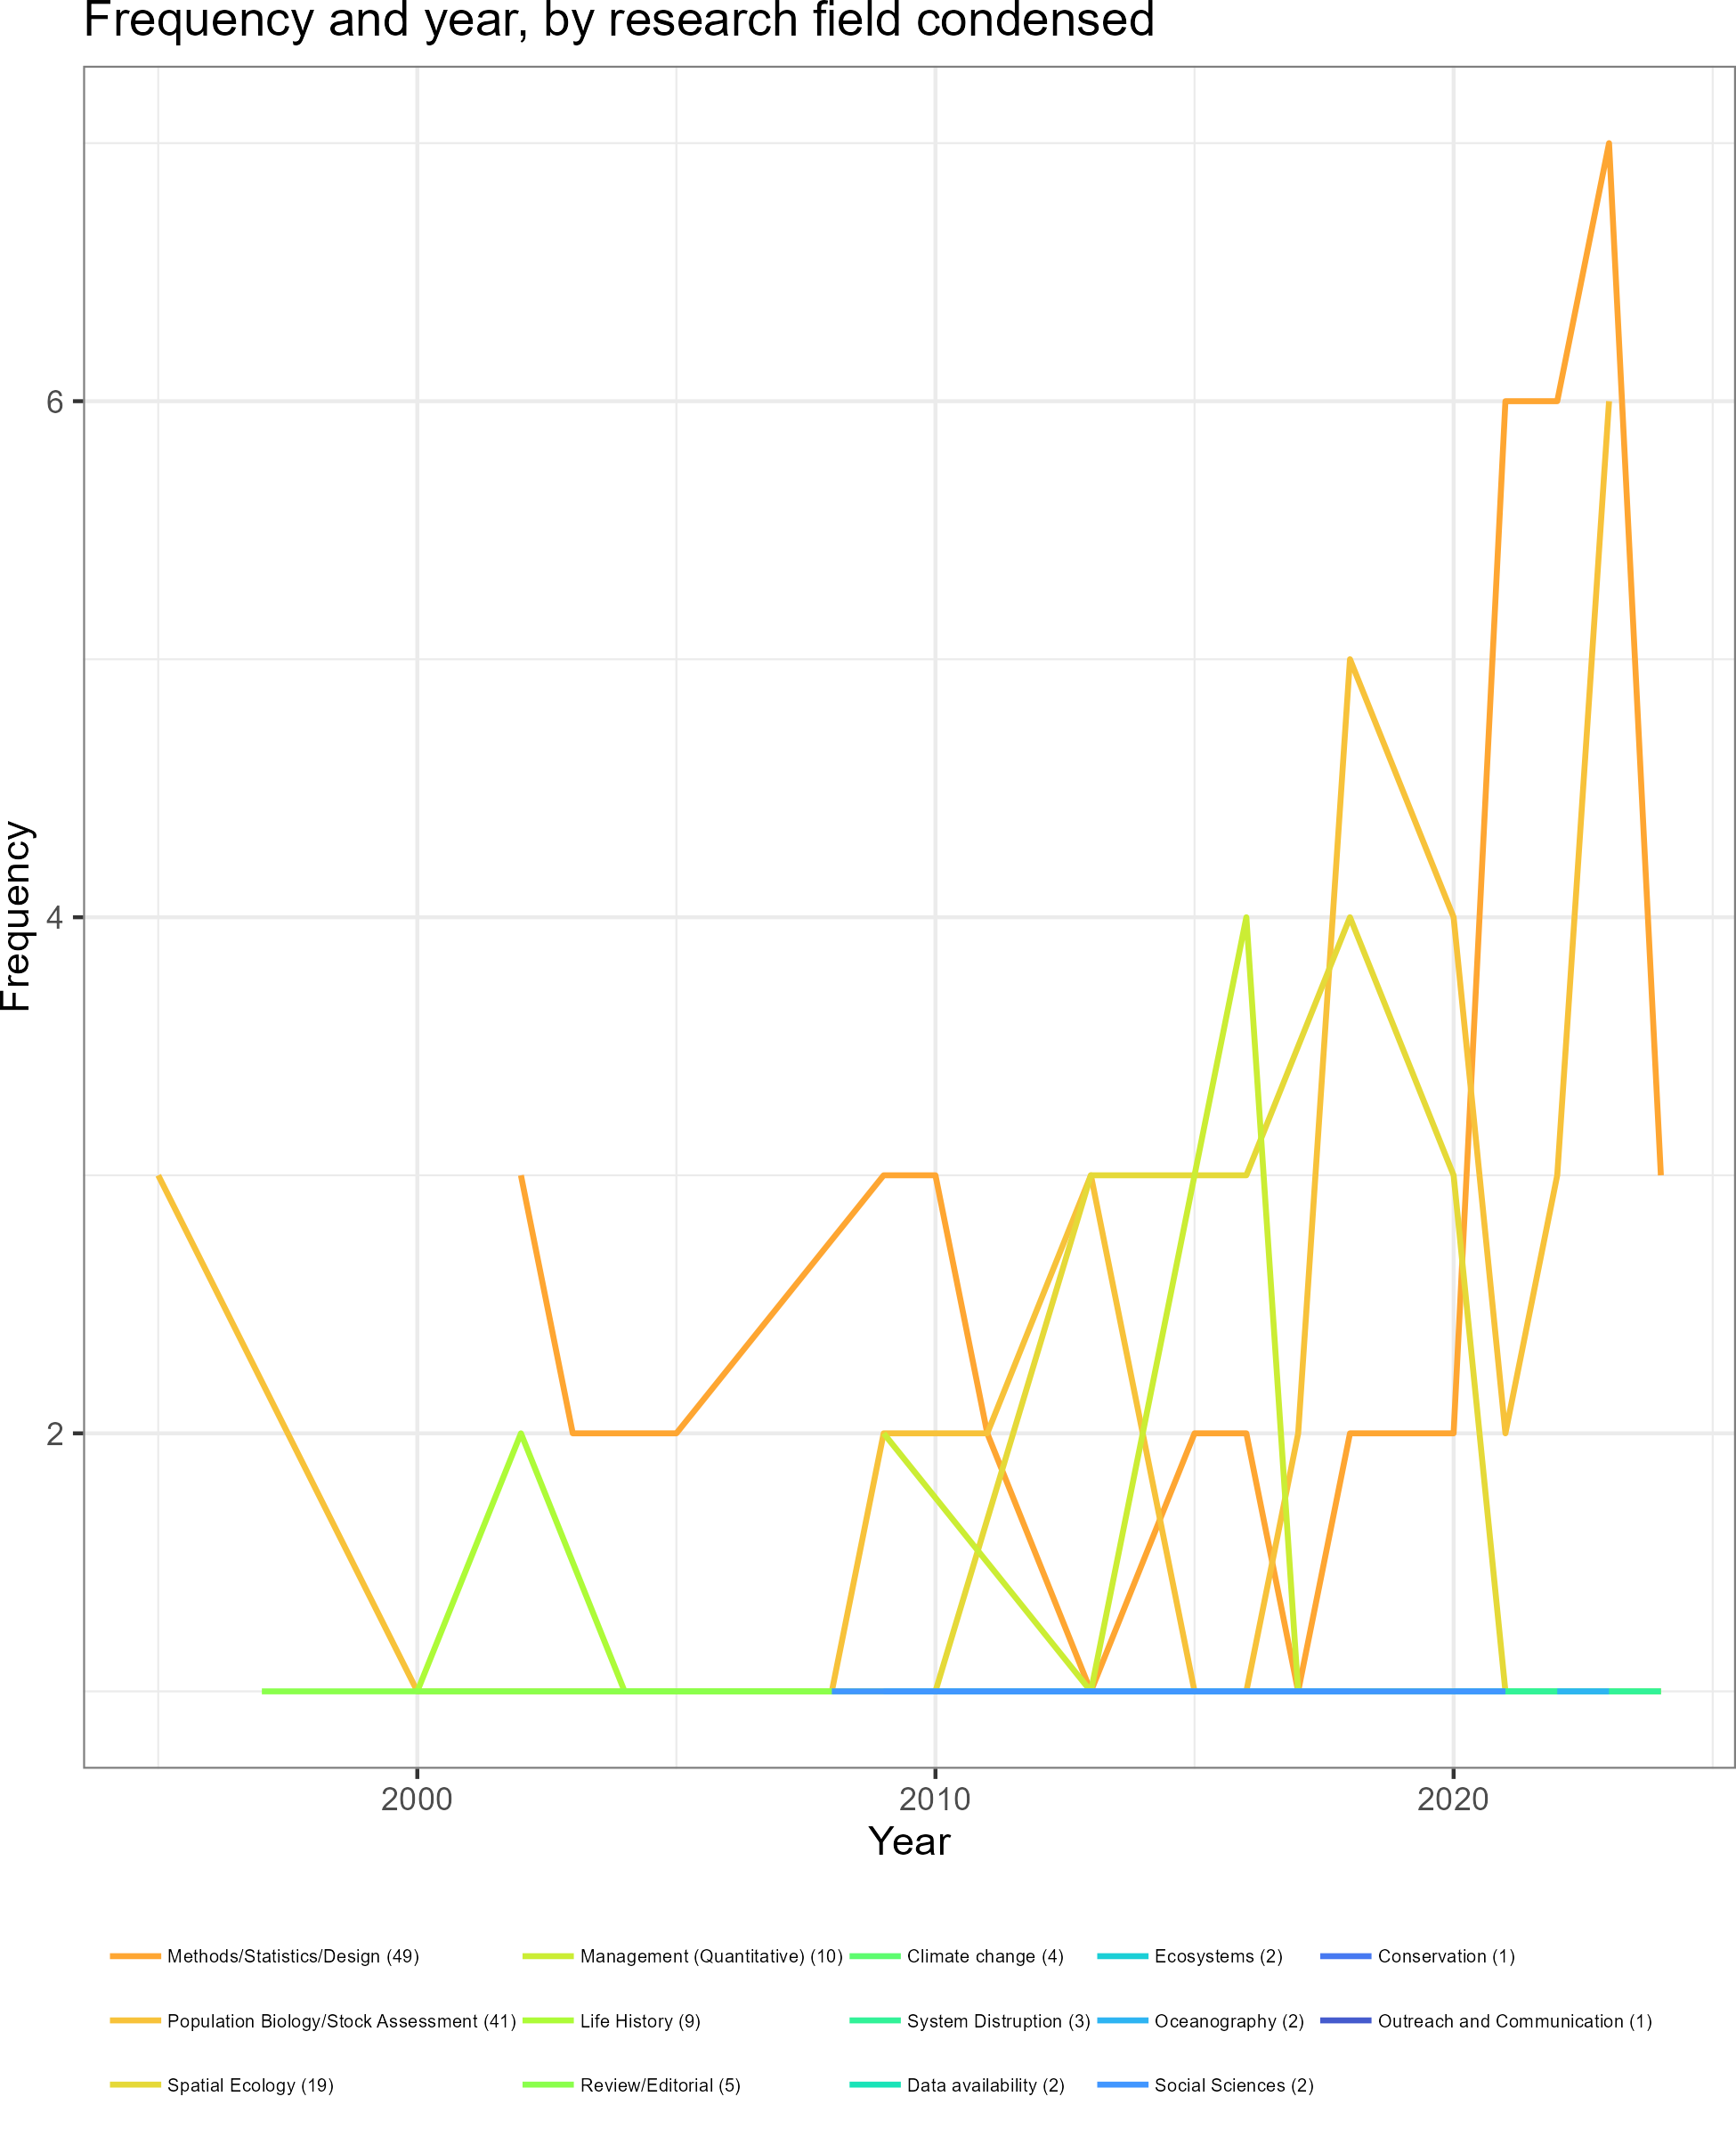 Frequency and year, by research field condensed
Frequency
6
4
2
2000 2010 2020
Year
Methods/Statistics/Design (49) Management (Quantitative) (10) Climate change (4) Ecosystems (2) Conservation (1)
Population Biology/Stock Assessment (41) Life History (9) System Distruption (3) Oceanography (2) Outreach and Communication (1)
Spatial Ecology (19) Review/Editorial (5) Data availability (2) Social Sciences (2)